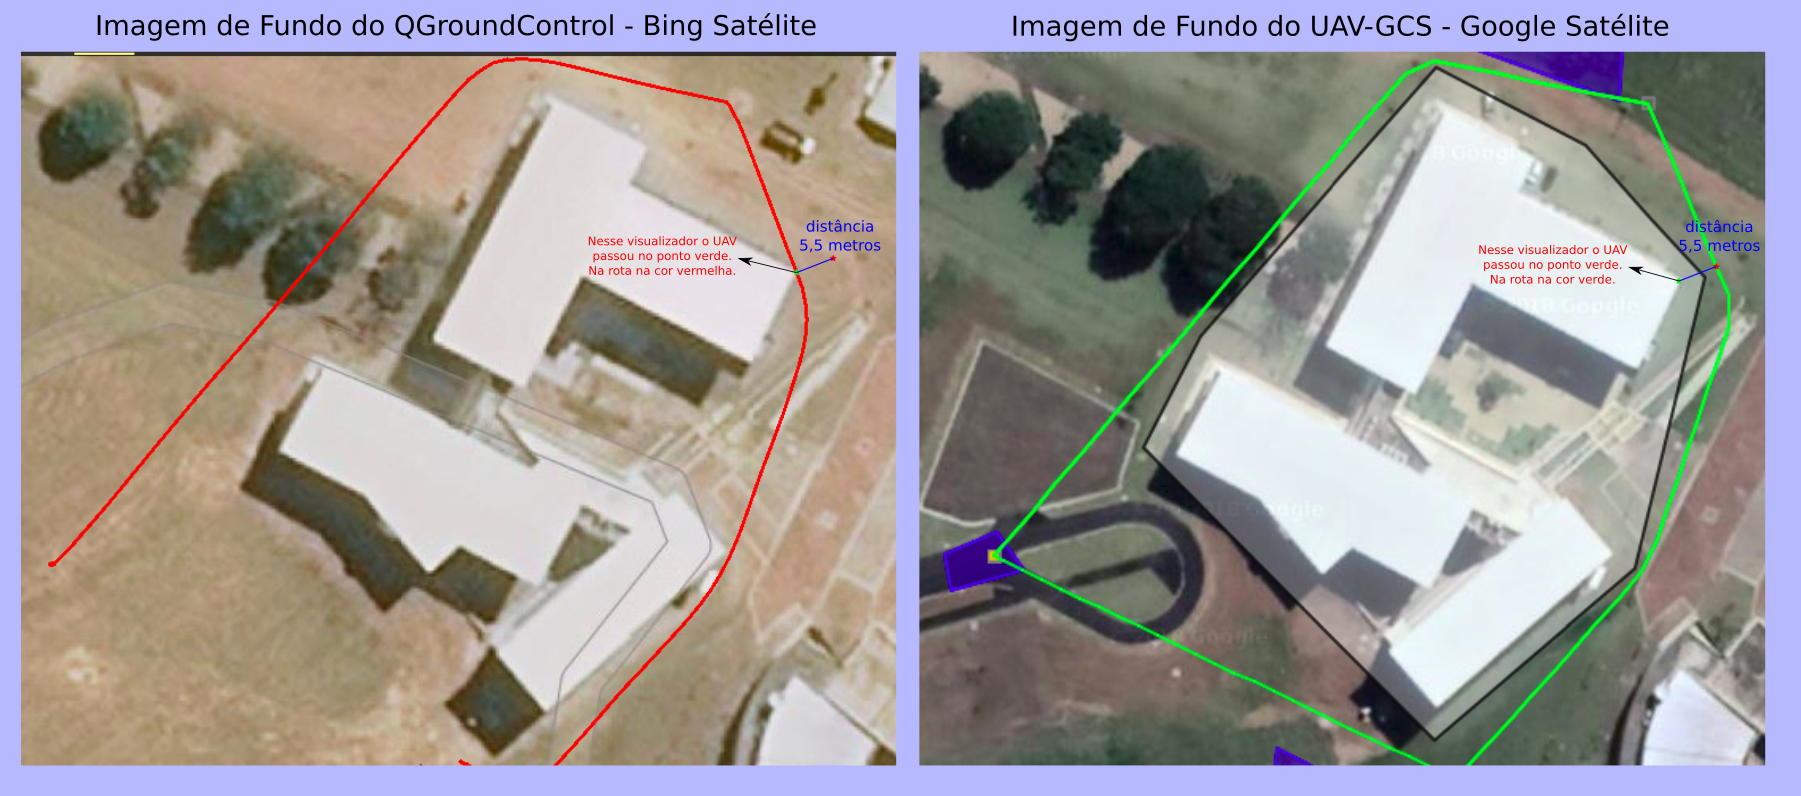 Imagem de Fundo do QGroundControl - Bing Satélite
Imagem de Fundo do UAV-GCS - Google Satélite
distância
5,5 metros
Nesse visualizador o UAV
passou no ponto verde.
Na rota na cor vermelha.
distância
5,5 metros
Nesse visualizador o UAV
passou no ponto verde.
Na rota na cor verde.
Google
Google
Google
Google